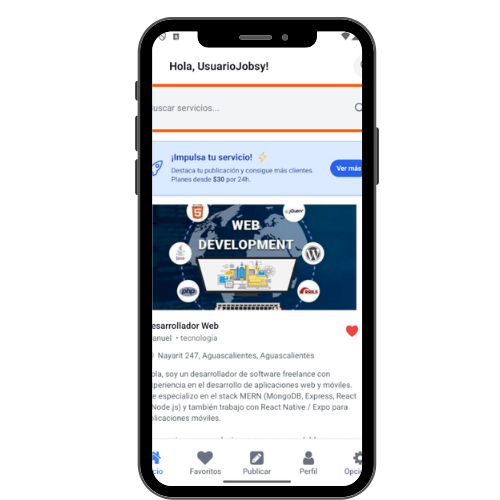 Hola, UsuarioJobsy!
uscar servicios...
¡Impulsa tu servicio!
Destaca tu publicación y consigue más clientes.
Planes desde $30 por 24h.
Ver más
WEB
DEVELOPMENT
jQuery
Java
php
RAILS
esarrollador Web
anuel • tecnologia
Nayarit 247, Aguascalientes, Aguascalientes
ola, soy un desarrollador de software freelance con
periencia en el desarrollo de aplicaciones web y móviles.
e especializo en el stack MERN (MongoDB, Express, React
Node.js) y también trabajo con React Native / Expo para
plicaciones móviles.
icio
Favoritos
Publicar
Perfil
Opci